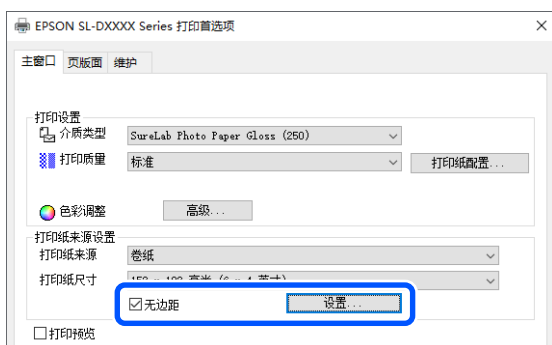 EPSON SL-DXXXX Series 打印首选项
主窗口 页版面 维护
打印设置
介质类型 SureLab Photo Paper Gloss (250)
打印质量 标准 打印纸配置...
色彩调整 高级...
打印纸来源设置
打印纸来源 卷纸
打印纸尺寸
无边距 设置...
打印预览